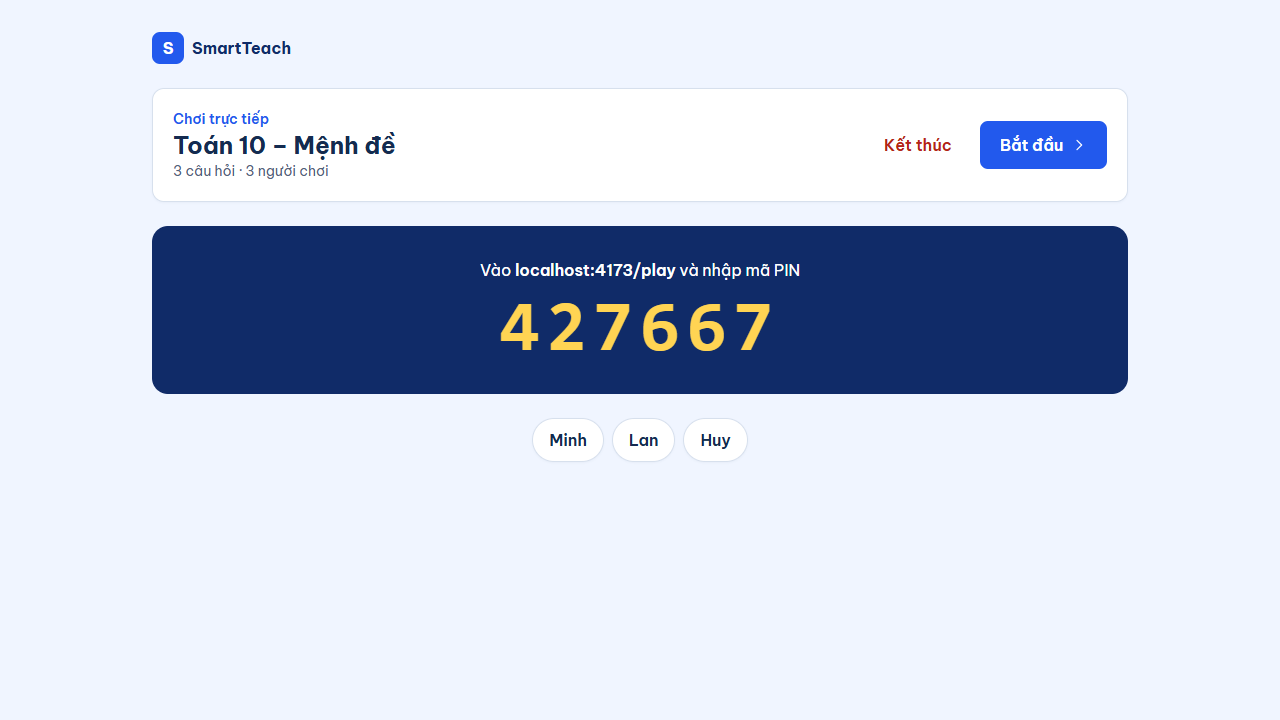 S SmartTeach
Chơi trực tiếp
Toán 10 – Mệnh đề
3 câu hỏi · 3 người chơi
Kết thúc
Bắt đầu
Vào localhost:4173/play và nhập mã PIN
427667
Minh
Lan
Huy